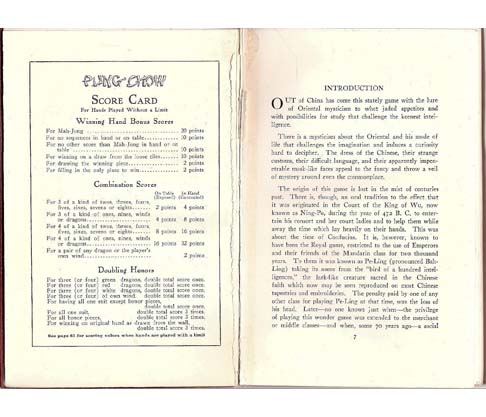 PUNG-CHOW
SCORE CARD
For Hands Played Without a Limit
Winning Hand Bonus Scores
For Mah-Jong 20 points
For no sequences in hand or on table 10 points
For no other score than Mah-Jong in hand or on
table 10 points
For winning on a draw from the loose tiles 10 points
For drawing the winning piece 2 points
For filling in the only place to win 2 points
Combination Scores
On Table (Exposed) In Hand (Concealed)
For 3 of a kind of twos, threes, fours,
fives, sixes, sevens or eights 2 points 4 points
For 3 of a kind of ones, nines, winds
or dragons 4 points 8 points
For 4 of a kind of twos, threes, fours,
fives, sixes, sevens or eights 8 points 16 points
For 4 of a kind of ones, nines, winds
or dragons 16 points 32 points
For a pair of any dragon or the player's
own wind 2 points
Doubling Honors
For three (or four) green dragons, double total score once.
For three (or four) red dragons, double total score once.
For three (or four) white dragons, double total score once.
For three (or four) of own wind, double total score once.
For having all one suit except honor pieces,
double total score once.
For all one suit, double total score 3 times.
For all honor pieces, double total score 3 times.
For winning on original hand as drawn from the wall,
double total score 3 times.
See page 61 for scoring values when hands are played with a limit
INTRODUCTION
OUT of China has come this stately game with the lure
of Oriental mysticism to what jaded appetites and
with possibilities for study that challenge the keenest intel-
ligence.
There is a mysticism about the Oriental and his mode of
life that challenges the imagination and induces a curiosity
hard to decipher. The dress of the Chinese, their strange
customs, their difficult language, and their apparently impen-
etrable mask-like faces appeal to the fancy and throw a veil
of mystery around even the commonplace.
The origin of this game is lost in the mist of centuries
past. There is, though, an oral tradition to the effect that
it was originated in the Court of the King of Wu, now
known as Ning-Po, during the year of 472 B. C. to enter-
tain his consort and her court ladies and to help them while
away the time which lay heavily on their hands. This was
about the time of Confucius. It is, however, known to
have been the Royal game, restricted to the use of Emperors
and their friends of the Mandarin class for two thousand
years. To them it was known as Pe-Ling (pronounced Bah-
Ling) taking its name from the "bird of a hundred intel-
ligences," the lark-like creature sacred in the Chinese
faith which now may be seen reproduced on most Chinese
tapestries and embroideries. The penalty paid by one of any
other class for playing Pe-Ling at that time, was the loss of
his head. Later—no one known just when—the privilege
of playing this wonder game was extended to the merchant
or middle classes—and when, some 70 years ago—a social
7